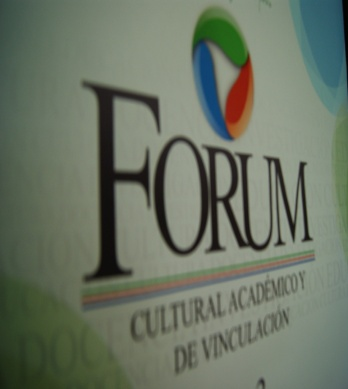 FORUM
CULTURAL ACADÉMICO Y
DE VINCULACIÓN